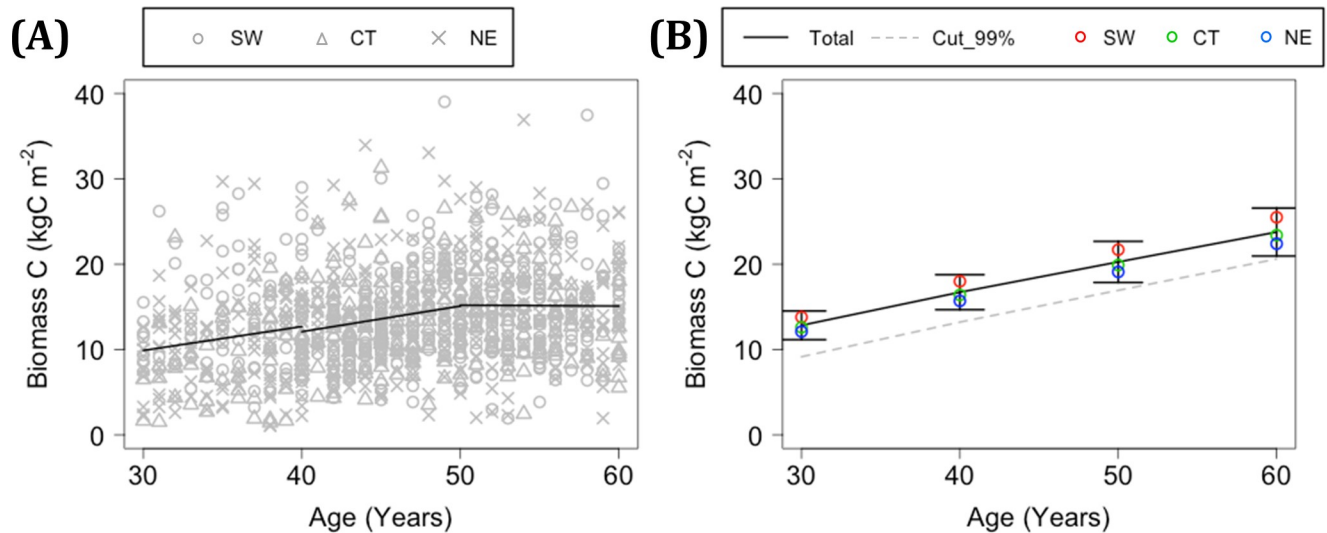 (A)
SW CT NE
40
30
20
10
0
Biomass C (kgC m-2)
30 40 50 60
Age (Years)
(B)
Total Cut_99% SW CT NE
40
30
20
10
0
Biomass C (kgC m-2)
30 40 50 60
Age (Years)